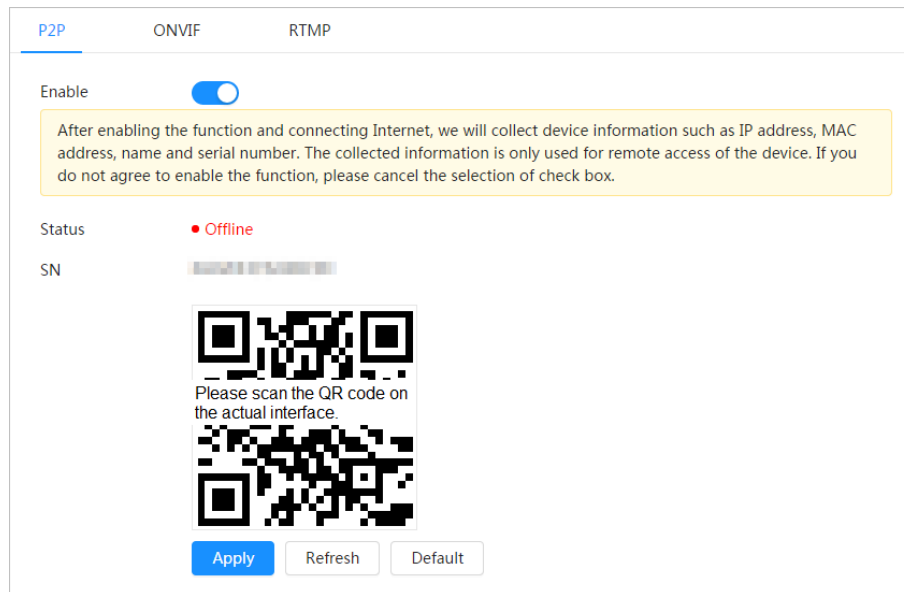 P2P ONVIF RTMP
Enable
After enabling the function and connecting Internet, we will collect device information such as IP address, MAC
address, name and serial number. The collected information is only used for remote access of the device. If you
do not agree to enable the function, please cancel the selection of check box.
Status Offline
SN
Please scan the QR code on
the actual interface.
Apply Refresh Default